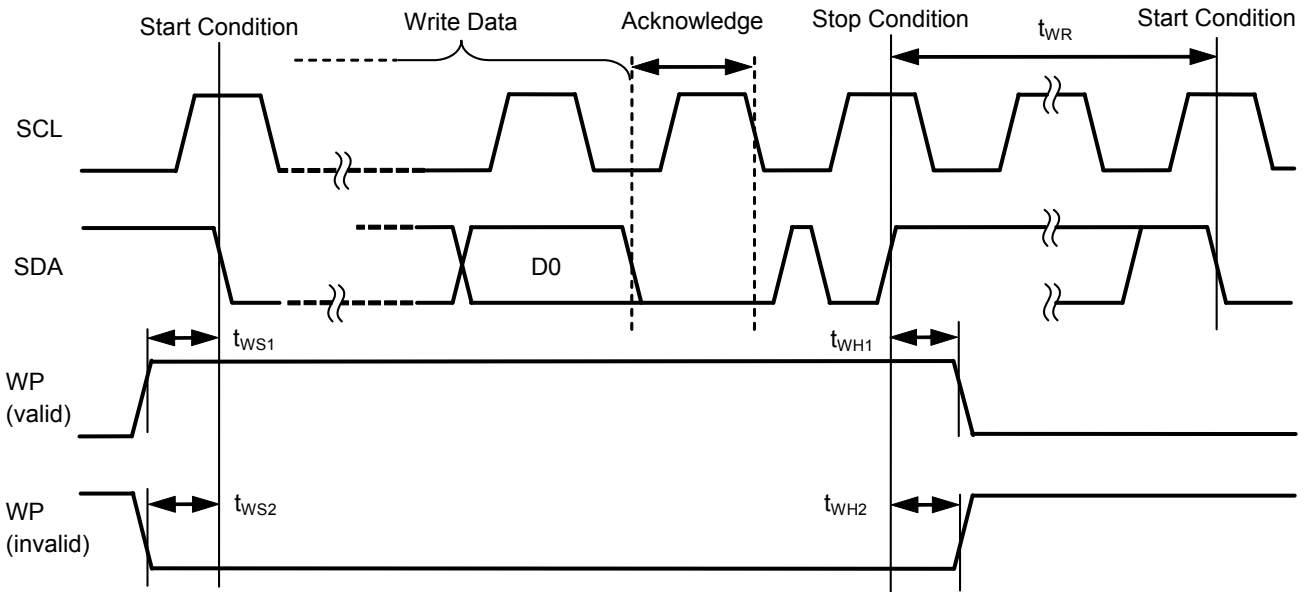 Start Condition
Write Data
Acknowledge
Stop Condition
Start Condition
tWR
SCL
SDA
D0
tWS1
tWH1
WP
(valid)
tWS2
tWH2
WP
(invalid)